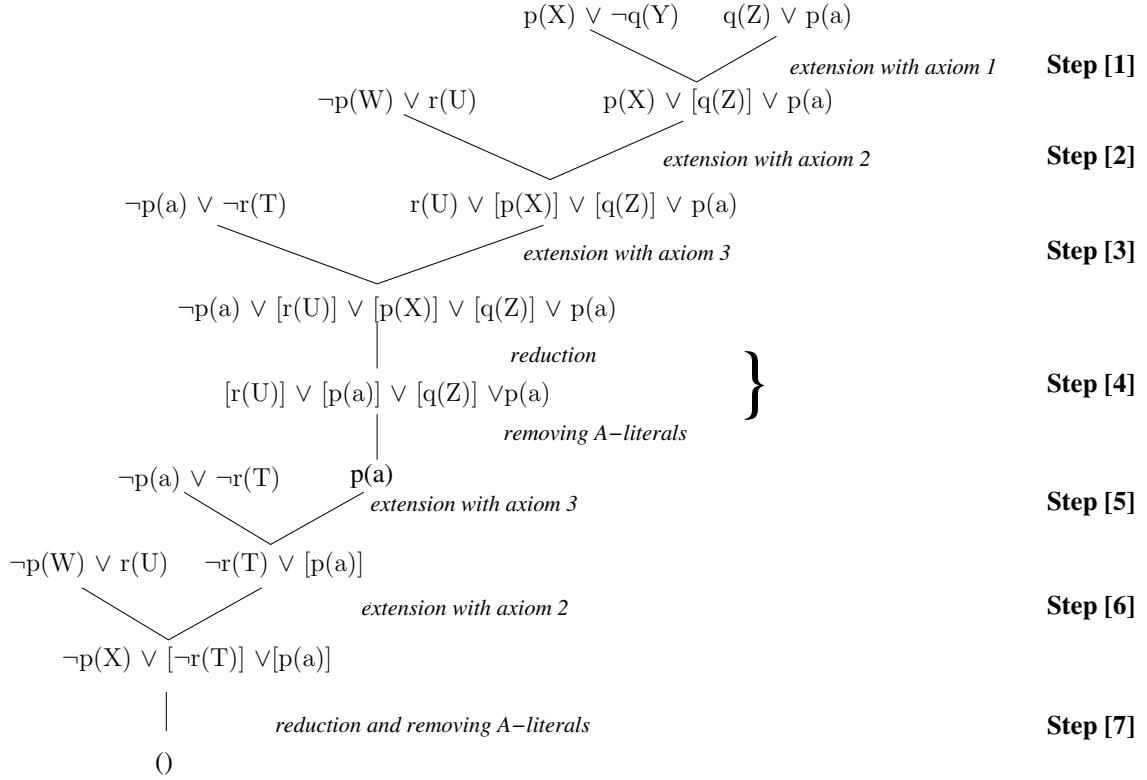 p(X) ∨ ¬q(Y) q(Z) ∨ p(a)
extension with axiom 1 Step [1]
¬p(W) ∨ r(U) p(X) ∨ [q(Z)] ∨ p(a)
extension with axiom 2 Step [2]
¬p(a) ∨ ¬r(T) r(U) ∨ [p(X)] ∨ [q(Z)] ∨ p(a)
extension with axiom 3 Step [3]
¬p(a) ∨ [r(U)] ∨ [p(X)] ∨ [q(Z)] ∨ p(a)
reduction
} Step [4]
[r(U)] ∨ [p(a)] ∨ [q(Z)] ∨p(a)
removing A−literals
¬p(a) ∨ ¬r(T) p(a)
extension with axiom 3 Step [5]
¬p(W) ∨ r(U) ¬r(T) ∨ [p(a)]
extension with axiom 2 Step [6]
¬p(X) ∨ [¬r(T)] ∨[p(a)]
reduction and removing A−literals Step [7]
()